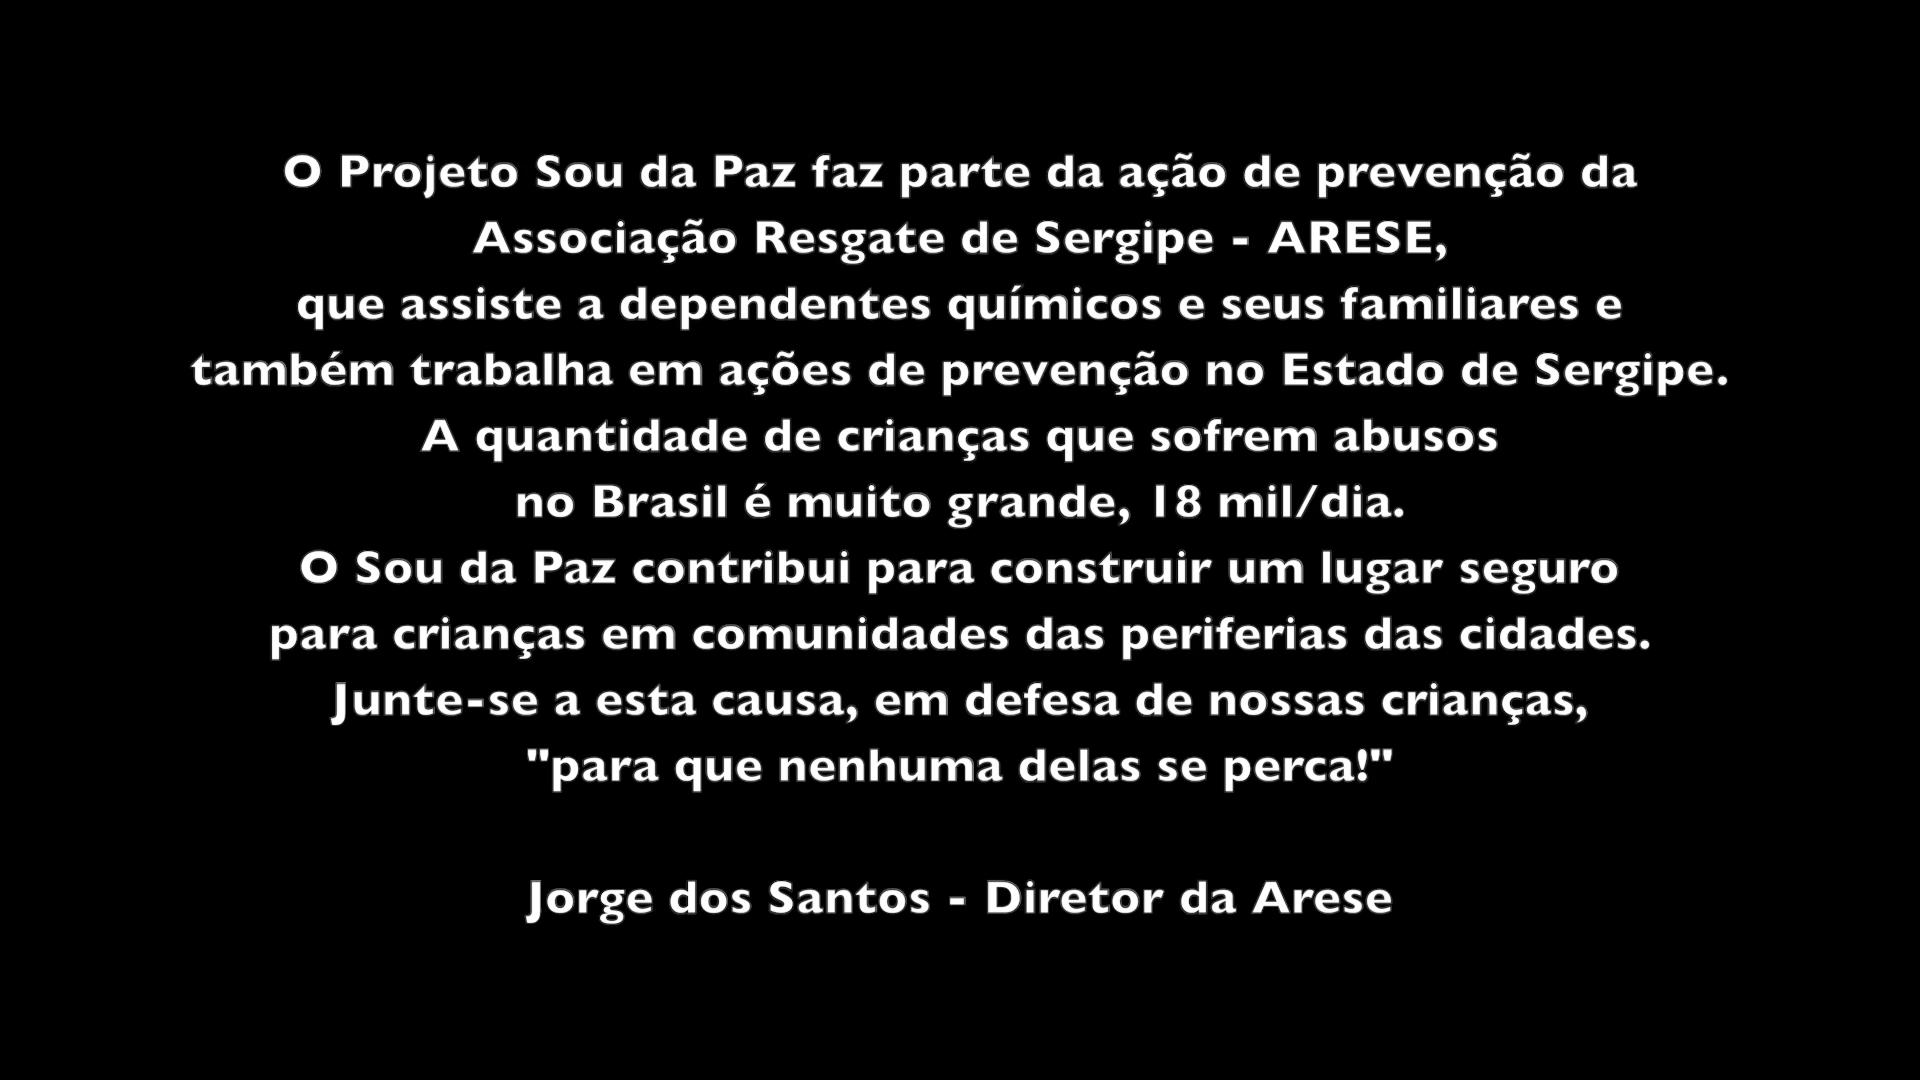 O Projeto Sou da Paz faz parte da ação de prevenção da
Associação Resgate de Sergipe - ARESE,
que assiste a dependentes químicos e seus familiares e
também trabalha em ações de prevenção no Estado de Sergipe.
A quantidade de crianças que sofrem abusos
no Brasil é muito grande, 18 mil/dia.
O Sou da Paz contribui para construir um lugar seguro
para crianças em comunidades das periferias das cidades.
Junte-se a esta causa, em defesa de nossas crianças,
"para que nenhuma delas se perca!"
Jorge dos Santos - Diretor da Arese